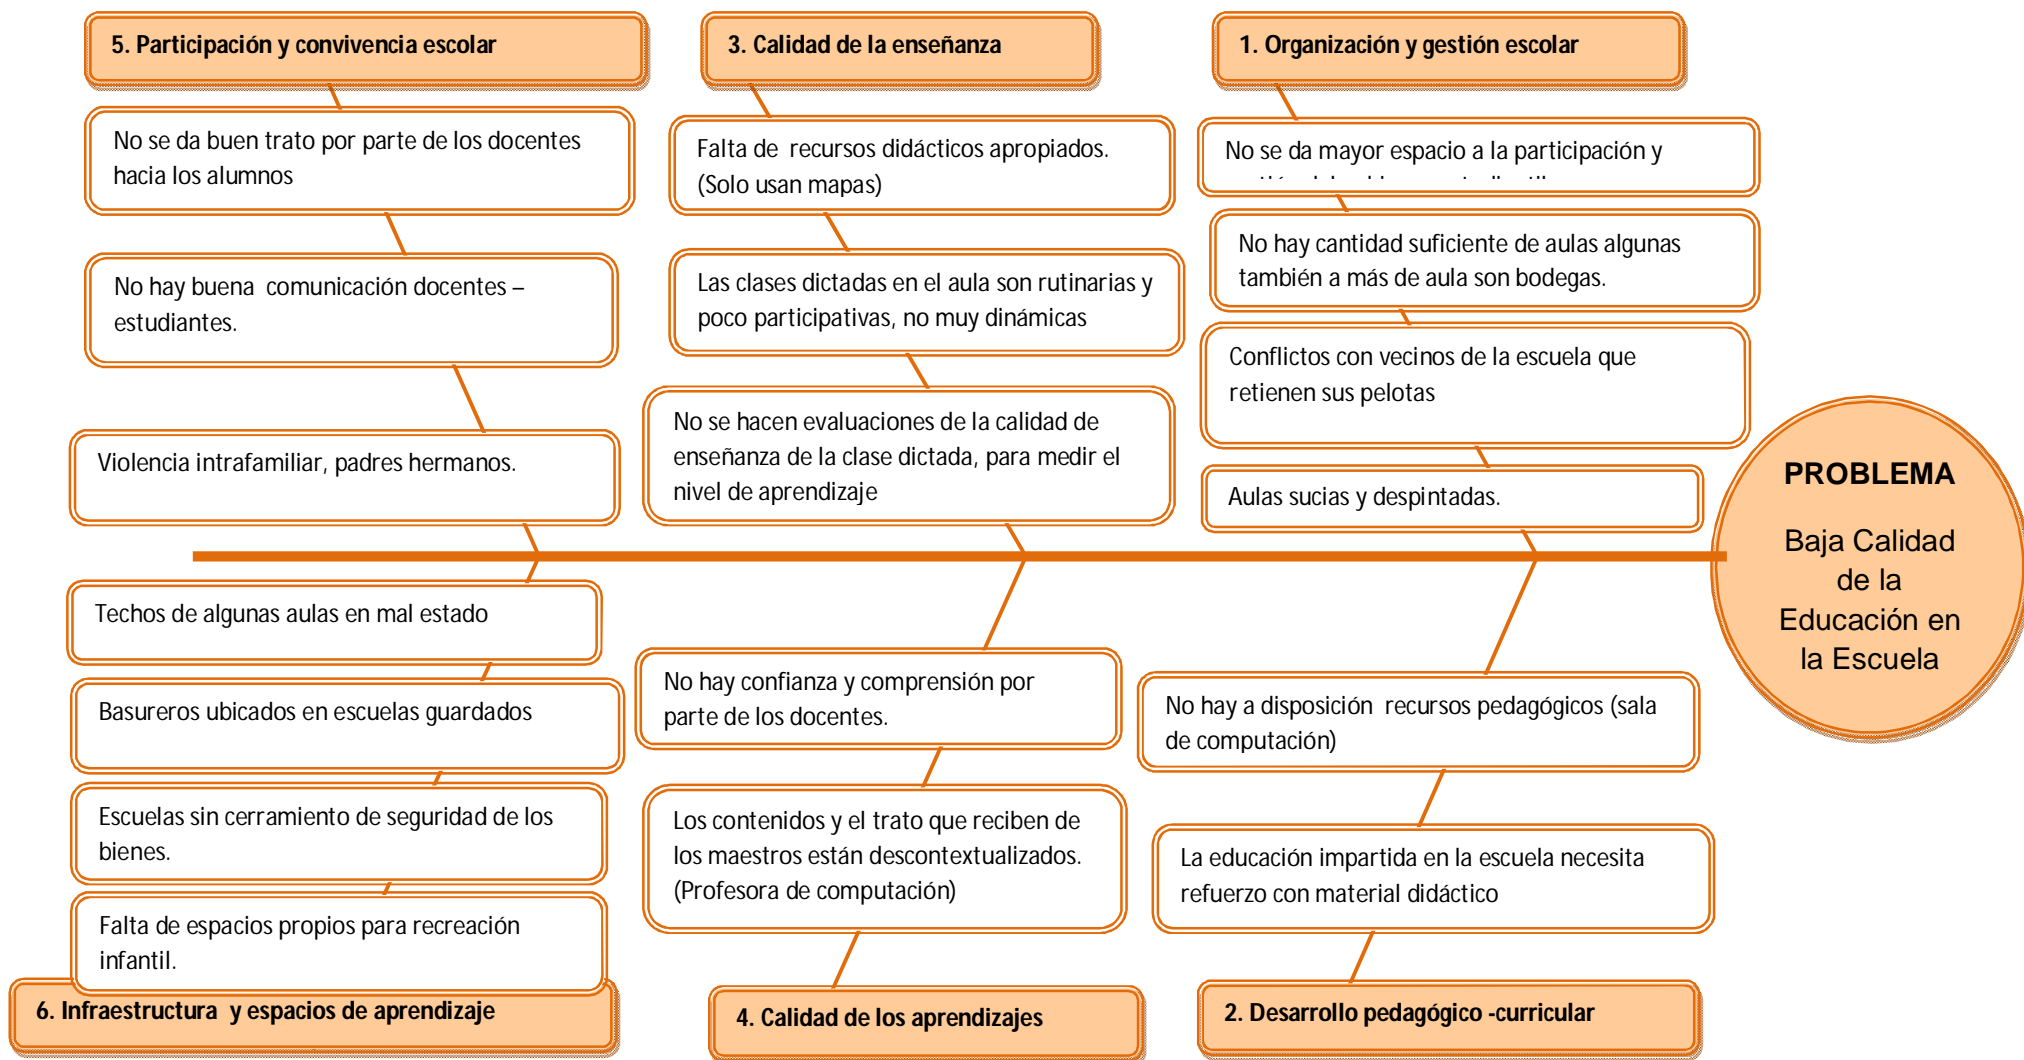 5. Participación y convivencia escolar
No se da buen trato por parte de los docentes
hacia los alumnos
No hay buena comunicación docentes –
estudiantes.
Violencia intrafamiliar, padres hermanos.
3. Calidad de la enseñanza
Falta de recursos didácticos apropiados.
(Solo usan mapas)
Las clases dictadas en el aula son rutinarias y
poco participativas, no muy dinámicas
No se hacen evaluaciones de la calidad de
enseñanza de la clase dictada, para medir el
nivel de aprendizaje
1. Organización y gestión escolar
No se da mayor espacio a la participación y
No hay cantidad suficiente de aulas algunas
también a más de aula son bodegas.
Conflictos con vecinos de la escuela que
retienen sus pelotas
Aulas sucias y despintadas.
PROBLEMA
Baja Calidad
de la
Educación en
la Escuela
Techos de algunas aulas en mal estado
Basureros ubicados en escuelas guardados
Escuelas sin cerramiento de seguridad de los
bienes.
Falta de espacios propios para recreación
infantil.
6. Infraestructura y espacios de aprendizaje
No hay confianza y comprensión por
parte de los docentes.
Los contenidos y el trato que reciben de
los maestros están descontextualizados.
(Profesora de computación)
4. Calidad de los aprendizajes
No hay a disposición recursos pedagógicos (sala
de computación)
La educación impartida en la escuela necesita
refuerzo con material didáctico
2. Desarrollo pedagógico -curricular